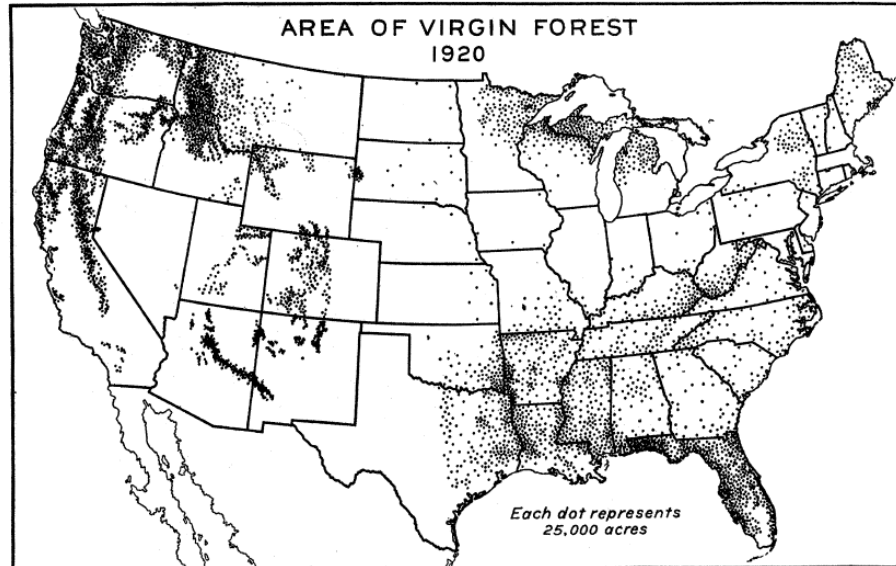 AREA OF VIRGIN FOREST
1920
Each dot represents
25,000 acres